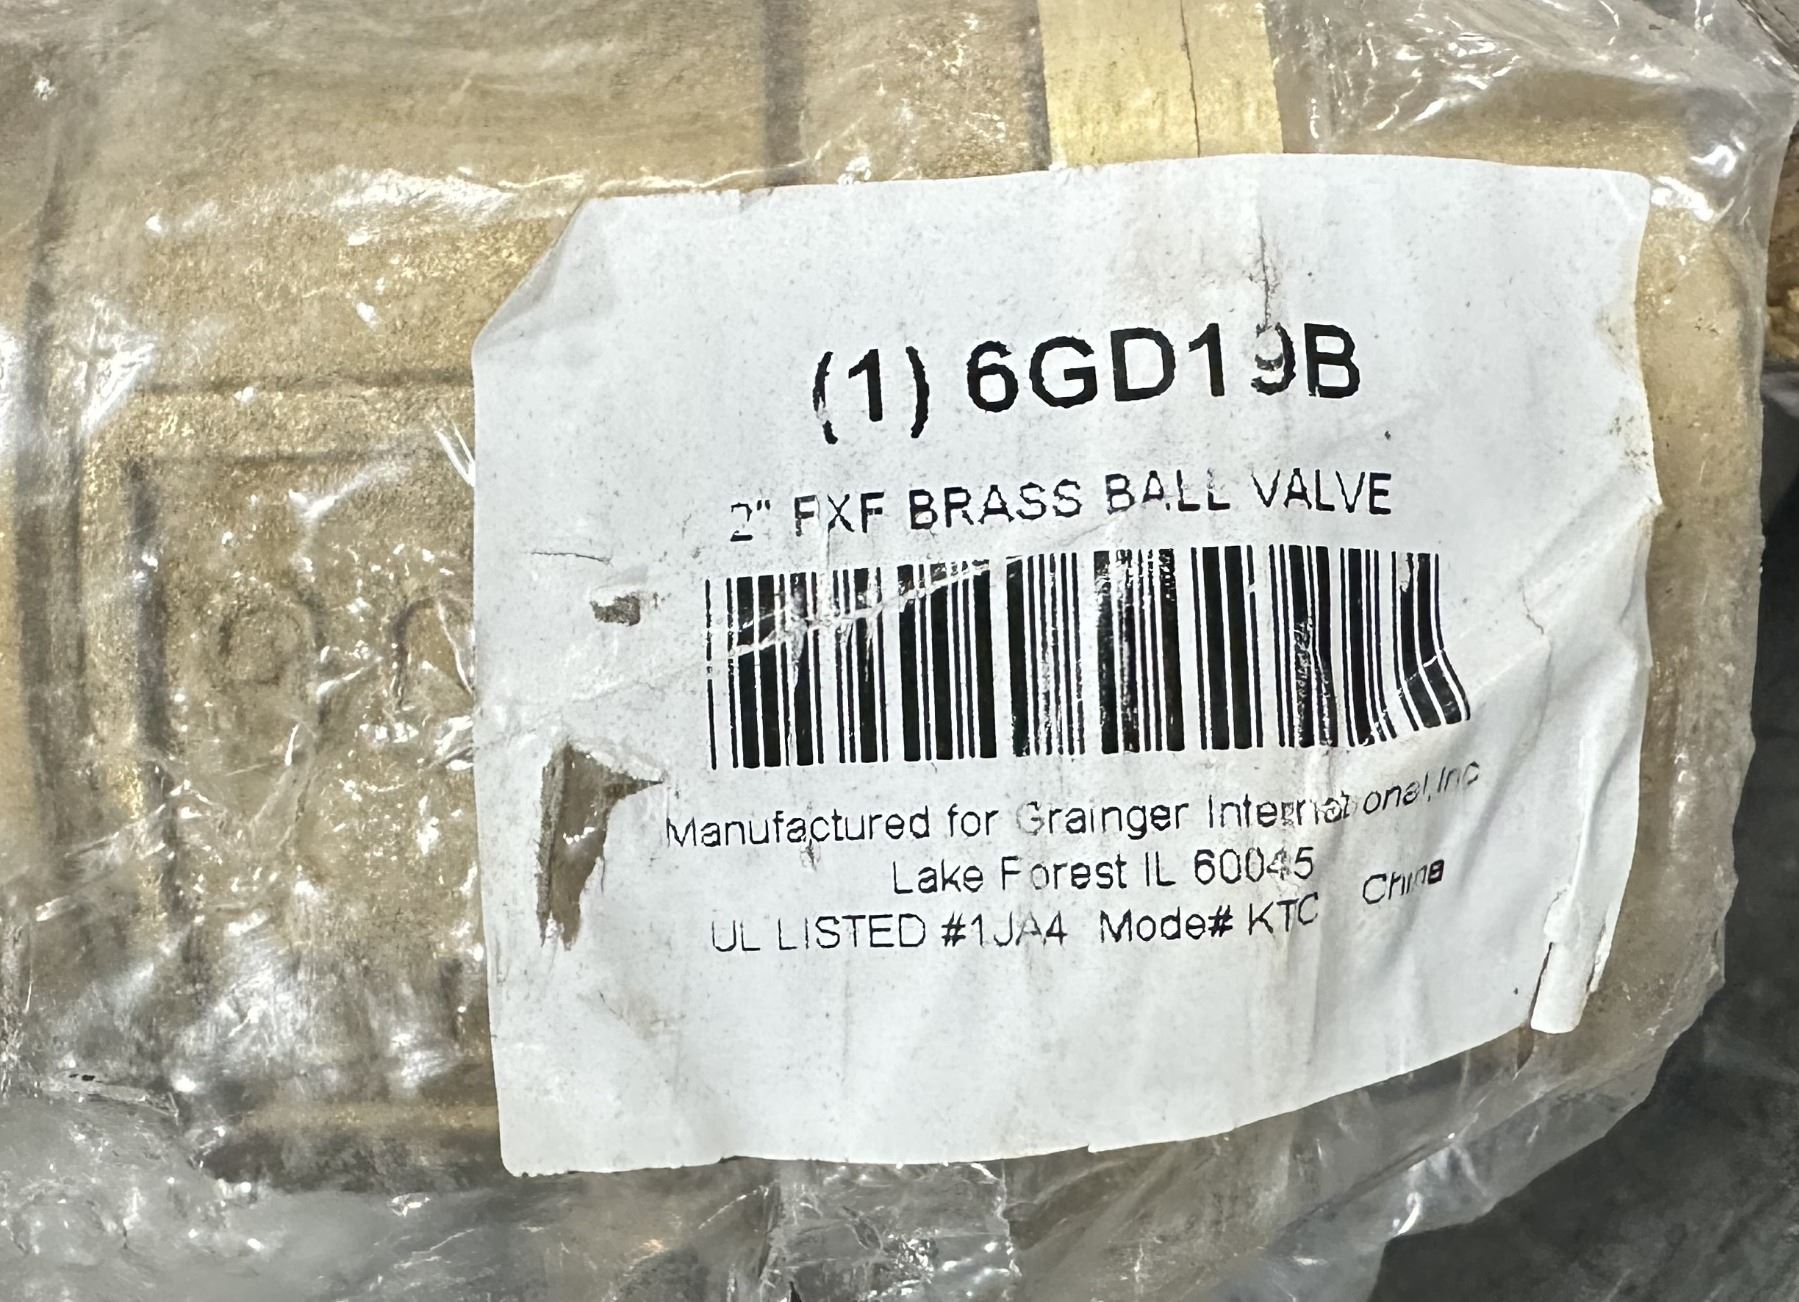 (1) 6GD19B
2" FXF BRASS BALL VALVE
Manufactured for Grainger International, Inc
Lake Forest IL 60045 China
UL LISTED #1JA4 Mode# KTC